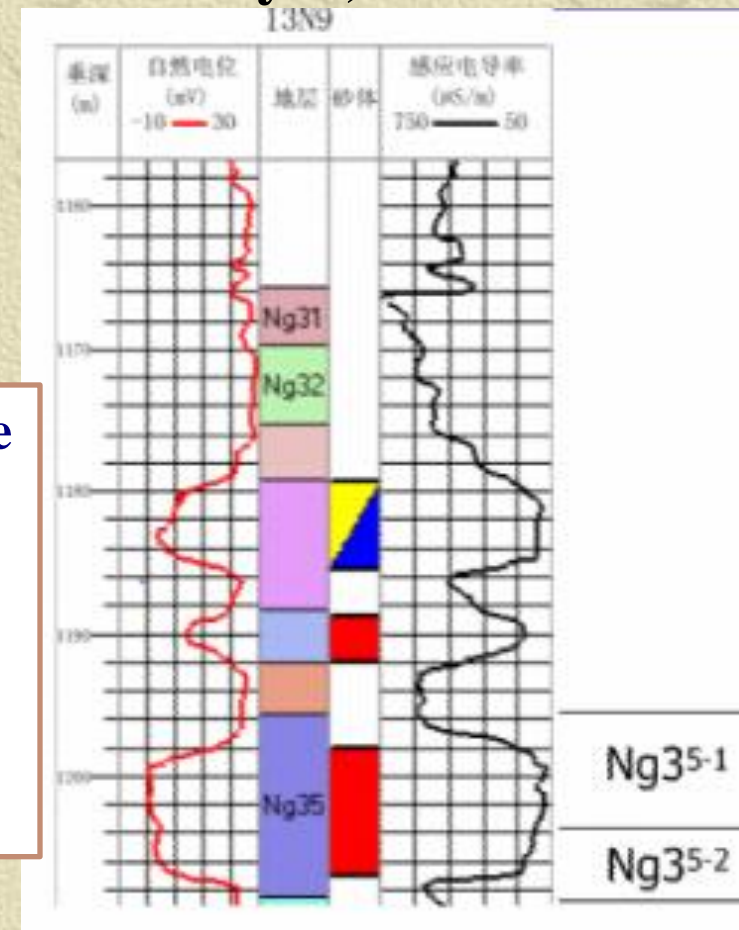 13N9
垂深
(m)
自然电位
(mV)
-10 30
地层
砂体
感应电导率
(mS/m)
750 50
1160
Ng31
1170
Ng32
1180
1190
1200
Ng35
Ng3⁵⁻¹
Ng3⁵⁻²
e